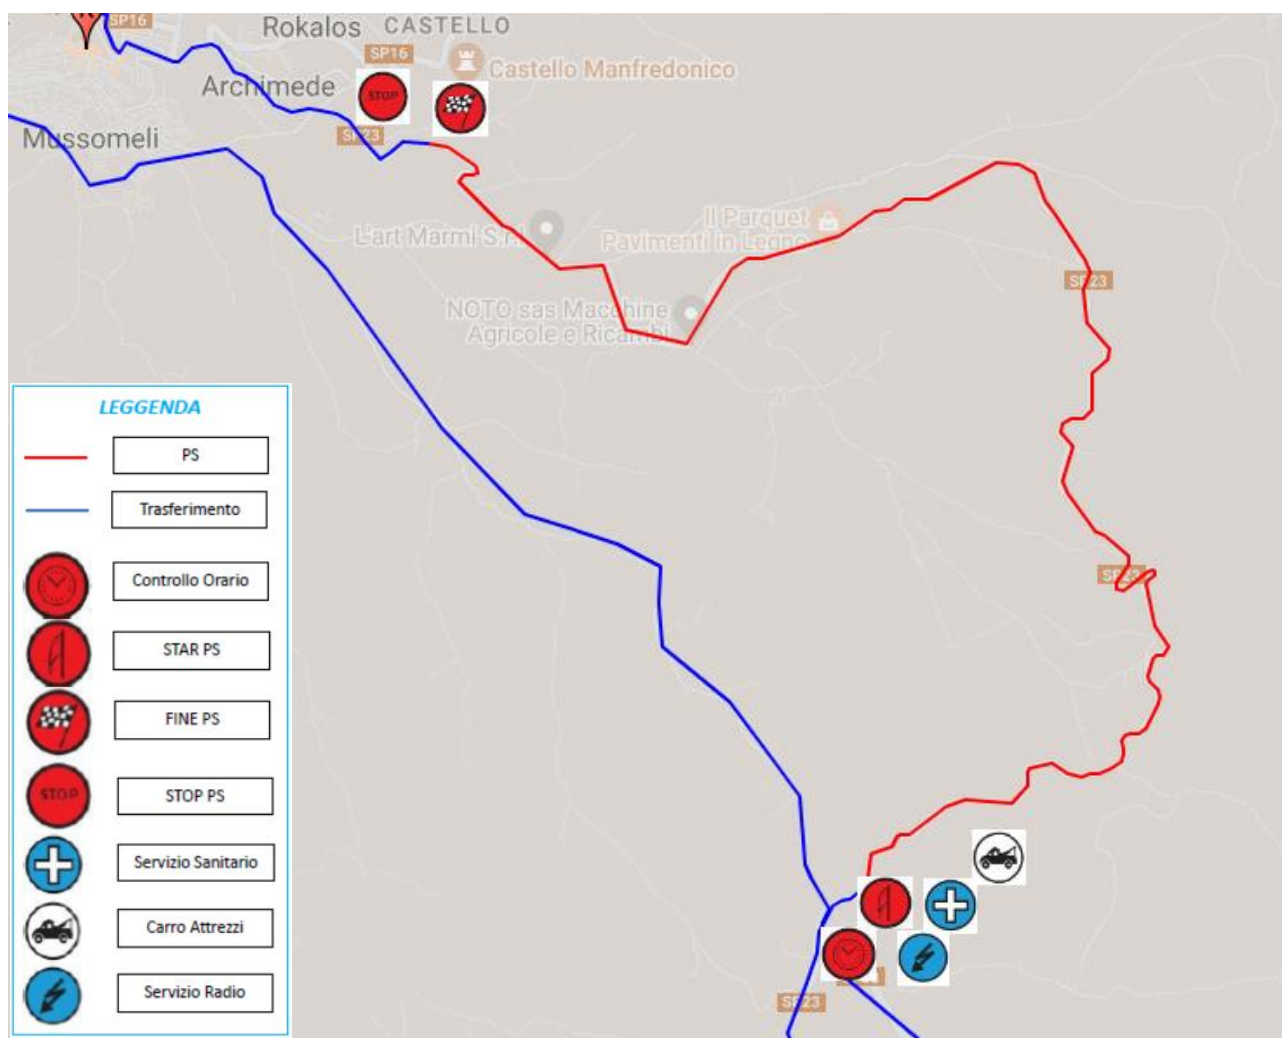 SP16
Rokalos
CASTELLO
SP16
Castello Manfredonico
Archimede
STOP
SP23
Mussomeli
L'art Marmi S.r.l
Il Parquet
Pavimenti in Legno
SP23
NOTO sas Macchine
Agricole e Ricambi
SP23
SP23
LEGGENDA
PS
Trasferimento
Controllo Orario
STAR PS
FINE PS
STOP
STOP PS
Servizio Sanitario
Carro Attrezzi
Servizio Radio